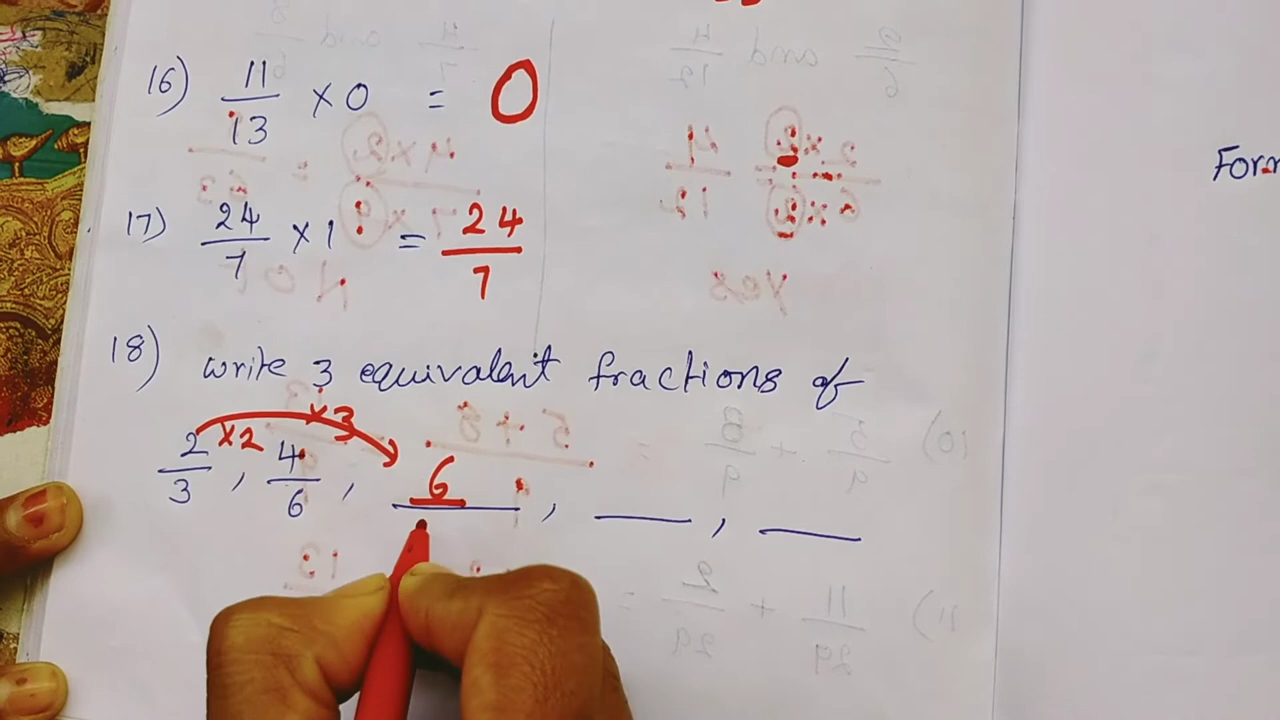 16) 11/13 × 0 = 0
17) 24/7 × 1 = 24/7
18) write 3 equivalent fractions of
×2 ×3
2/3 , 4/6 , 6/ , ___ , ___